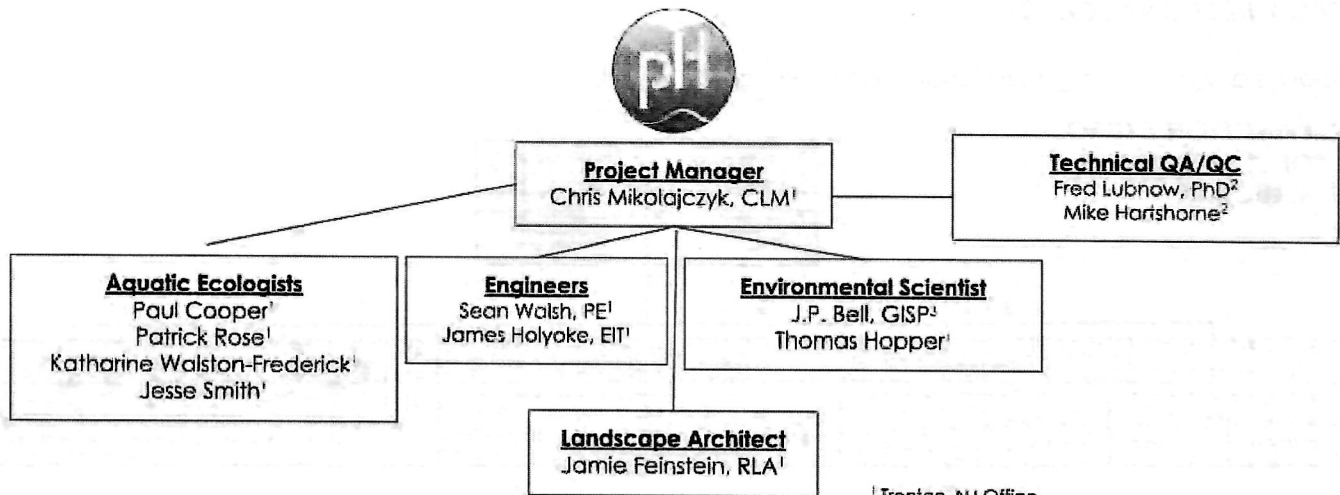 pH
Project Manager
Chris Mikolajczyk, CLM¹
Technical QA/QC
Fred Lubnow, PhD²
Mike Hartshorne²
Aquatic Ecologists
Paul Cooper¹
Patrick Rose¹
Katharine Walston-Frederick¹
Jesse Smith¹
Engineers
Sean Walsh, PE¹
James Holyoke, EIT¹
Environmental Scientist
J.P. Bell, GISP³
Thomas Hopper¹
Landscape Architect
Jamie Feinstein, RLA¹
¹ Trenton, NJ Office